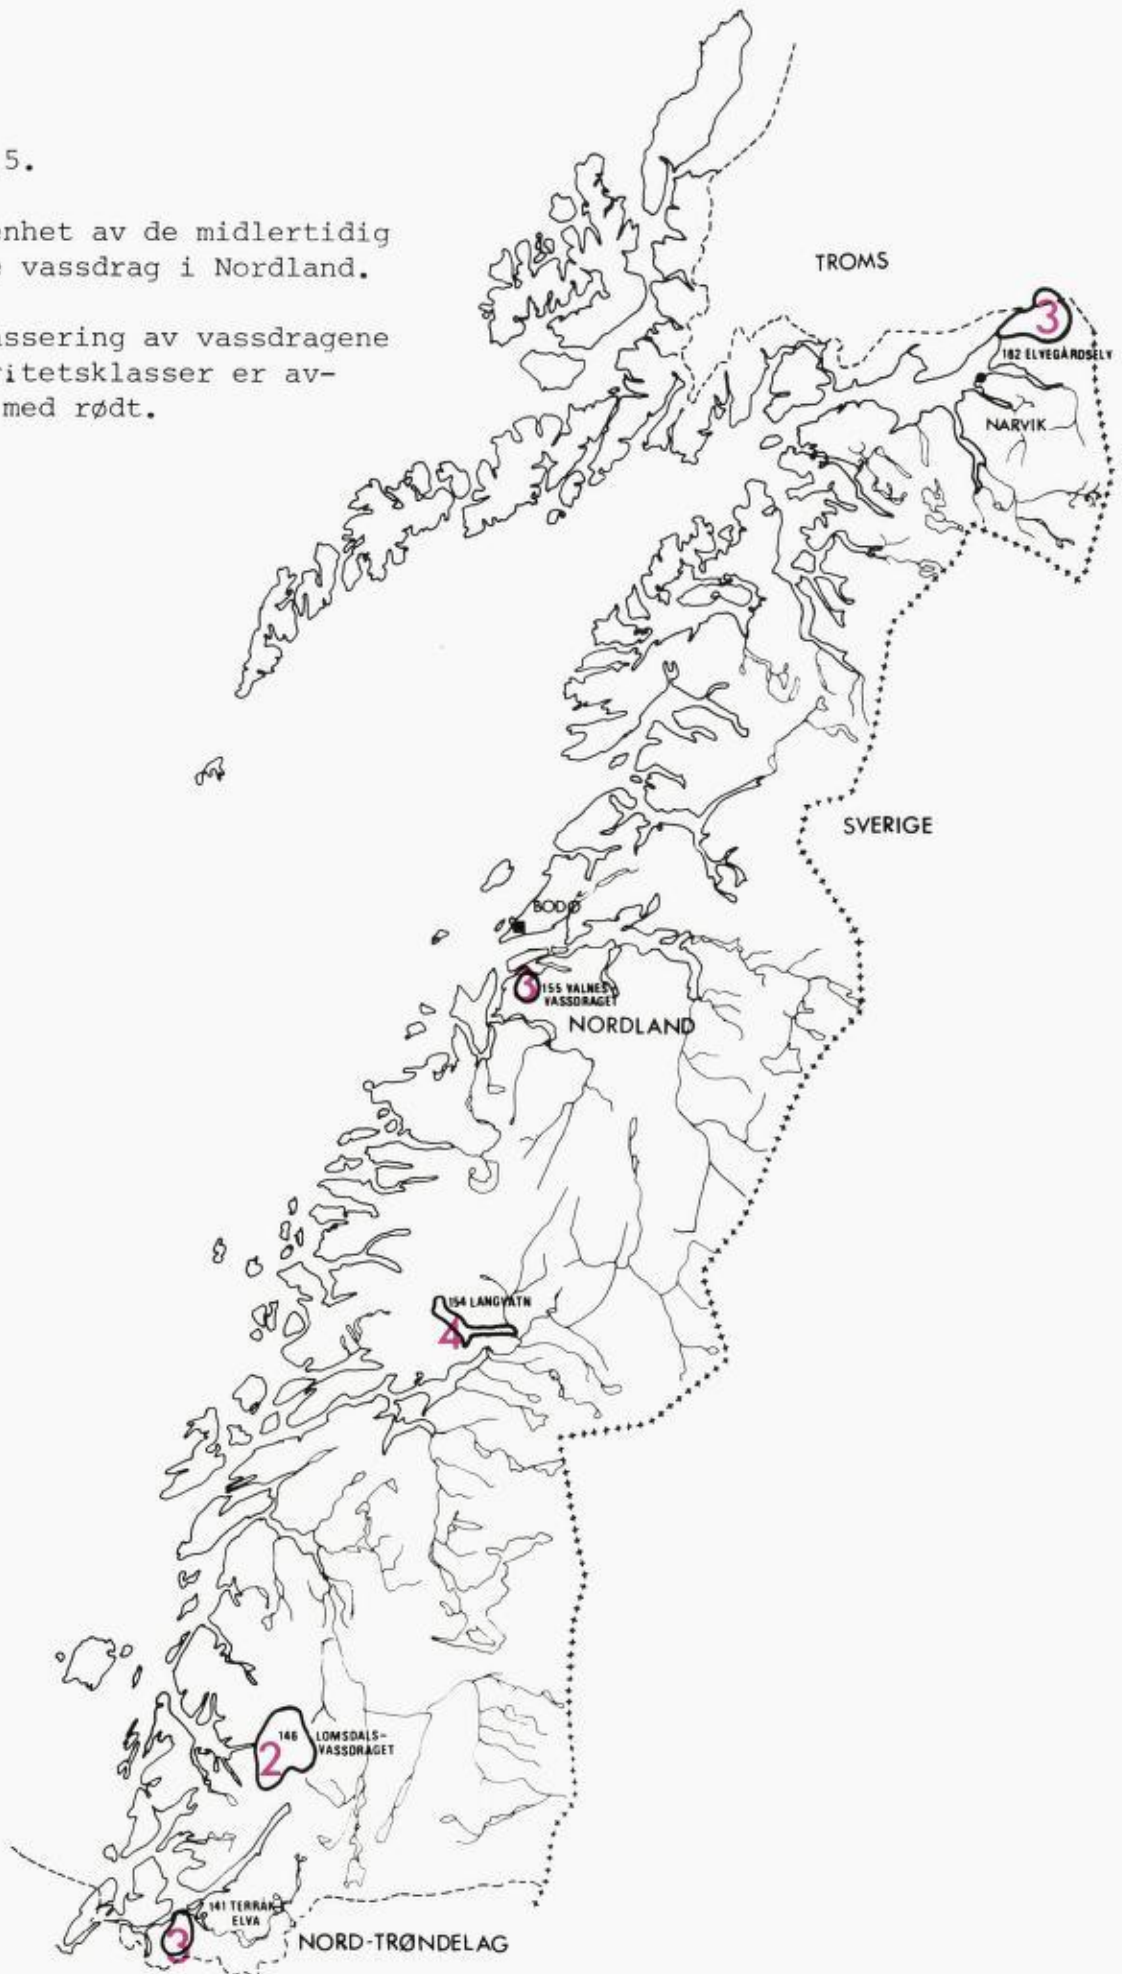 5.
enhet av de midlertidig
vassdrag i Nordland.
assering av vassdragene
ritetsklasser er av-
med rødt.
TROMS
3
182 ELVEGÅRDSELV
NARVIK
SVERIGE
BODØ
3
155 VALNES-
VASSDRAGET
NORDLAND
154 LANGVATN
4
146 LOMSDALS-
VASSDRAGET
2
141 TERRÅK
ELVA
3
NORD-TRØNDELAG